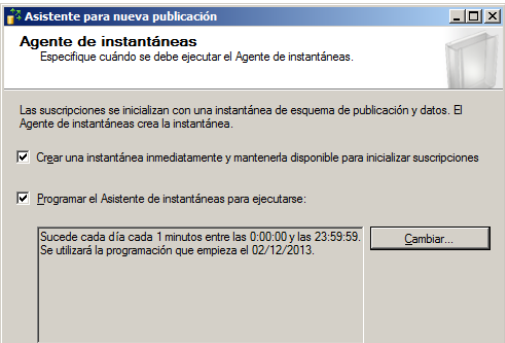 Asistente para nueva publicación
Agente de instantáneas
Especifique cuándo se debe ejecutar el Agente de instantáneas.
Las suscripciones se inicializan con una instantánea de esquema de publicación y datos. El
Agente de instantáneas crea la instantánea.
Crear una instantánea inmediatamente y mantenerla disponible para inicializar suscripciones
Programar el Asistente de instantáneas para ejecutarse:
Sucede cada día cada 1 minutos entre las 0:00:00 y las 23:59:59.
Se utilizará la programación que empieza el 02/12/2013.
Cambiar...